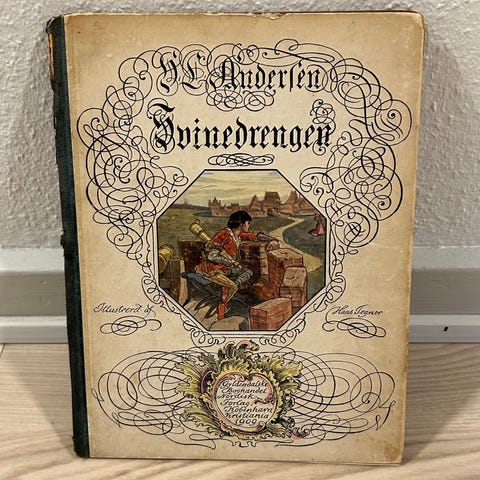 H C Andersen
Svinedrengen
Illustreret af Hans Tegner
Gyldendalske
Boghandel
Nordisk
Forlag
København
Kristiania
1909